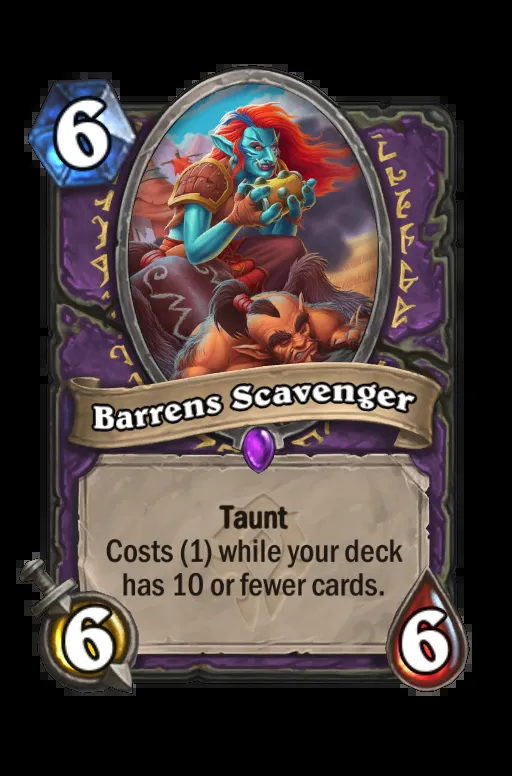 6
Barrens Scavenger
Taunt
Costs (1) while your deck
has 10 or fewer cards.
6
6